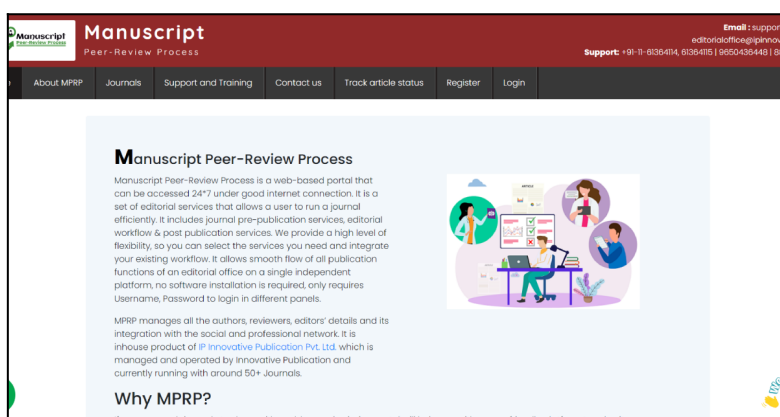 Manuscript
Peer-Review Process
Manuscript
Peer-Review Process
Email : suppor
editorialoffice@ipinnov
Support: +91-11-61364114, 61364115 | 9650436448 | 8
About MPRP Journals Support and Training Contact us Track article status Register Login
Manuscript Peer-Review Process
Manuscript Peer-Review Process is a web-based portal that
can be accessed 24*7 under good internet connection. It is a
set of editorial services that allows a user to run a journal
efficiently. It includes journal pre-publication services, editorial
workflow & post publication services. We provide a high level of
flexibility, so you can select the services you need and integrate
your existing workflow. It allows smooth flow of all publication
functions of an editorial office on a single independent
platform, no software installation is required, only requires
Username, Password to login in different panels.
MPRP manages all the authors, reviewers, editors' details and its
integration with the social and professional network. It is
inhouse product of IP Innovative Publication Pvt. Ltd. which is
managed and operated by Innovative Publication and
currently running with around 50+ Journals.
ARTICLE
Why MPRP?